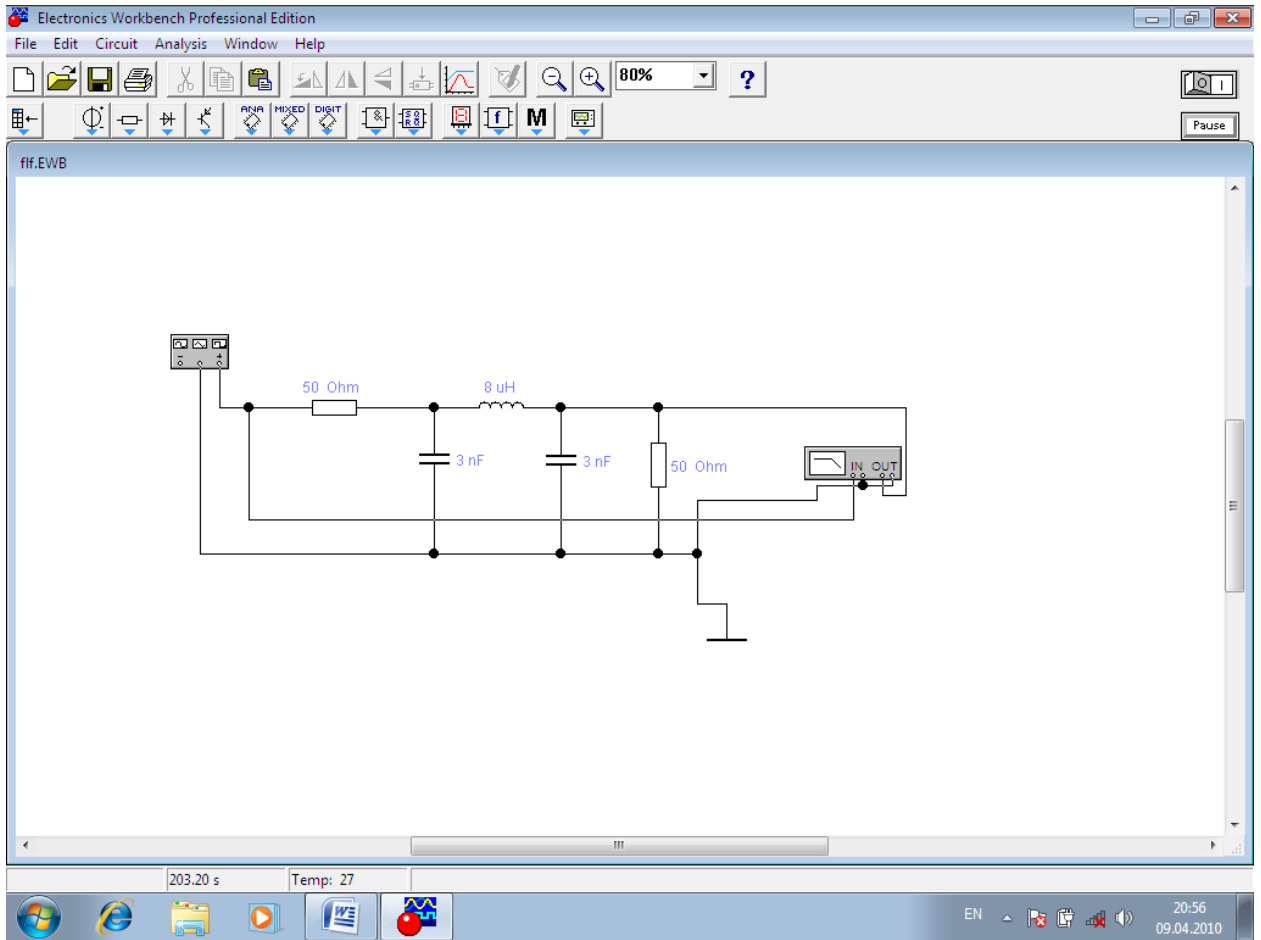 Electronics Workbench Professional Edition
File Edit Circuit Analysis Window Help
80%
?
ANA MIXED DIGIT
&
f
M
Pause
flf.EWB
50 Ohm
8 uH
3 nF
3 nF
50 Ohm
IN OUT
203.20 s
Temp: 27
EN
20:56
09.04.2010